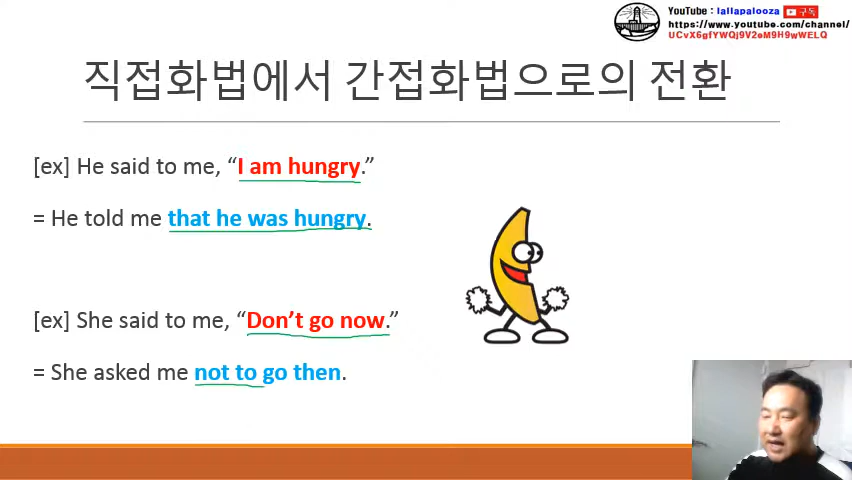 YouTube : lallapalooza 구독
https://www.youtube.com/channel/
UCvX6gfYWQj9V2eM9H9wWELQ
직접화법에서 간접화법으로의 전환
[ex] He said to me, “I am hungry.”
= He told me that he was hungry.
[ex] She said to me, “Don’t go now.”
= She asked me not to go then.